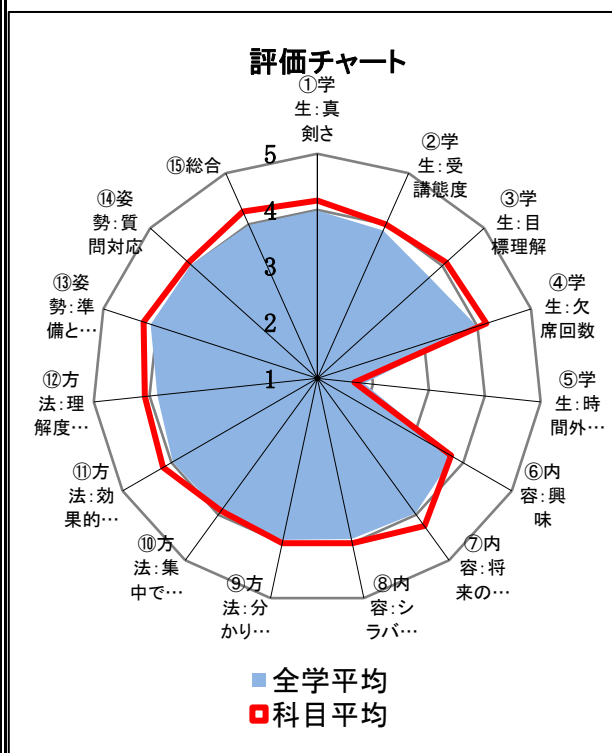 評価チャート
①学
生:真
剣さ
②学
生:受
講態度
③学
生:目
標理解
④学
生:欠
席回数
⑤学
生:時
間外…
⑥内
容:興
味
⑦内
容:将
来の…
⑧内
容:シ
ラバ…
⑨方
法:分
かり…
⑩方
法:集
中で…
⑪方
法:効
果的…
⑫方
法:理
解度…
⑬姿
勢:準
備と…
⑭姿
勢:質
問対応
⑮総合
5
4
3
2
1
全学平均
科目平均